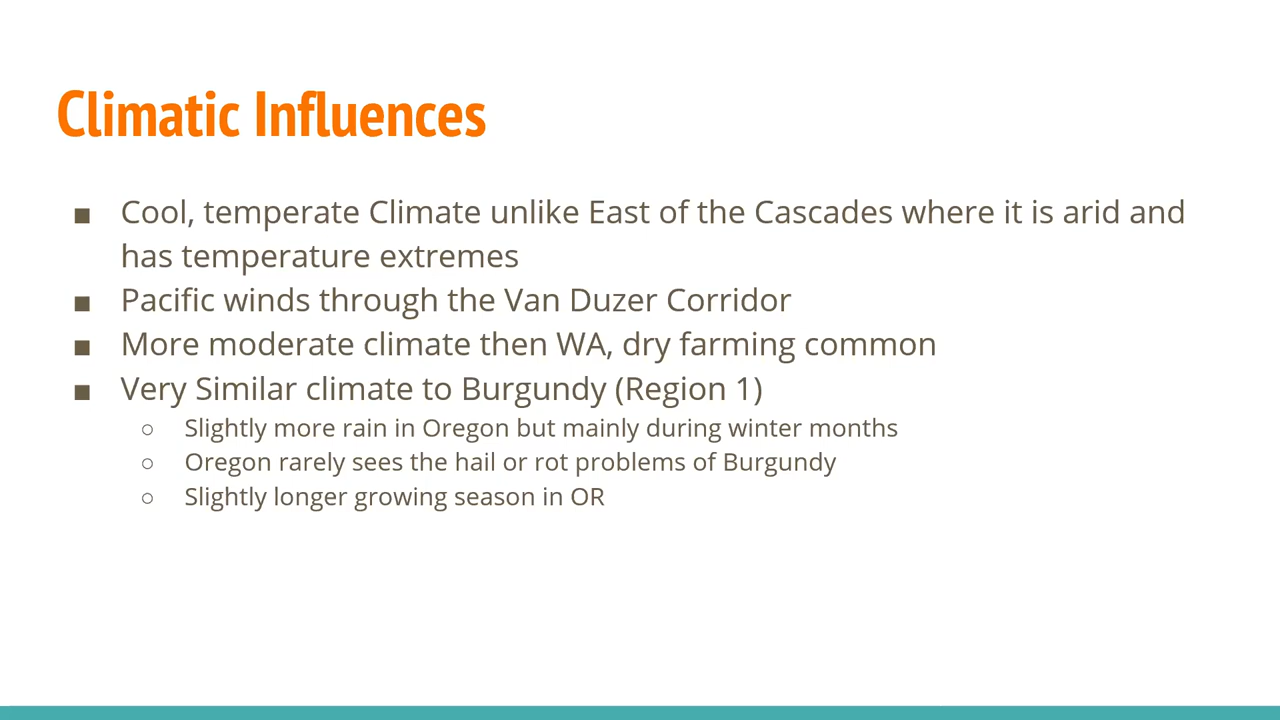 Climatic Influences
■ Cool, temperate Climate unlike East of the Cascades where it is arid and
has temperature extremes
■ Pacific winds through the Van Duzer Corridor
■ More moderate climate then WA, dry farming common
■ Very Similar climate to Burgundy (Region 1)
○ Slightly more rain in Oregon but mainly during winter months
○ Oregon rarely sees the hail or rot problems of Burgundy
○ Slightly longer growing season in OR